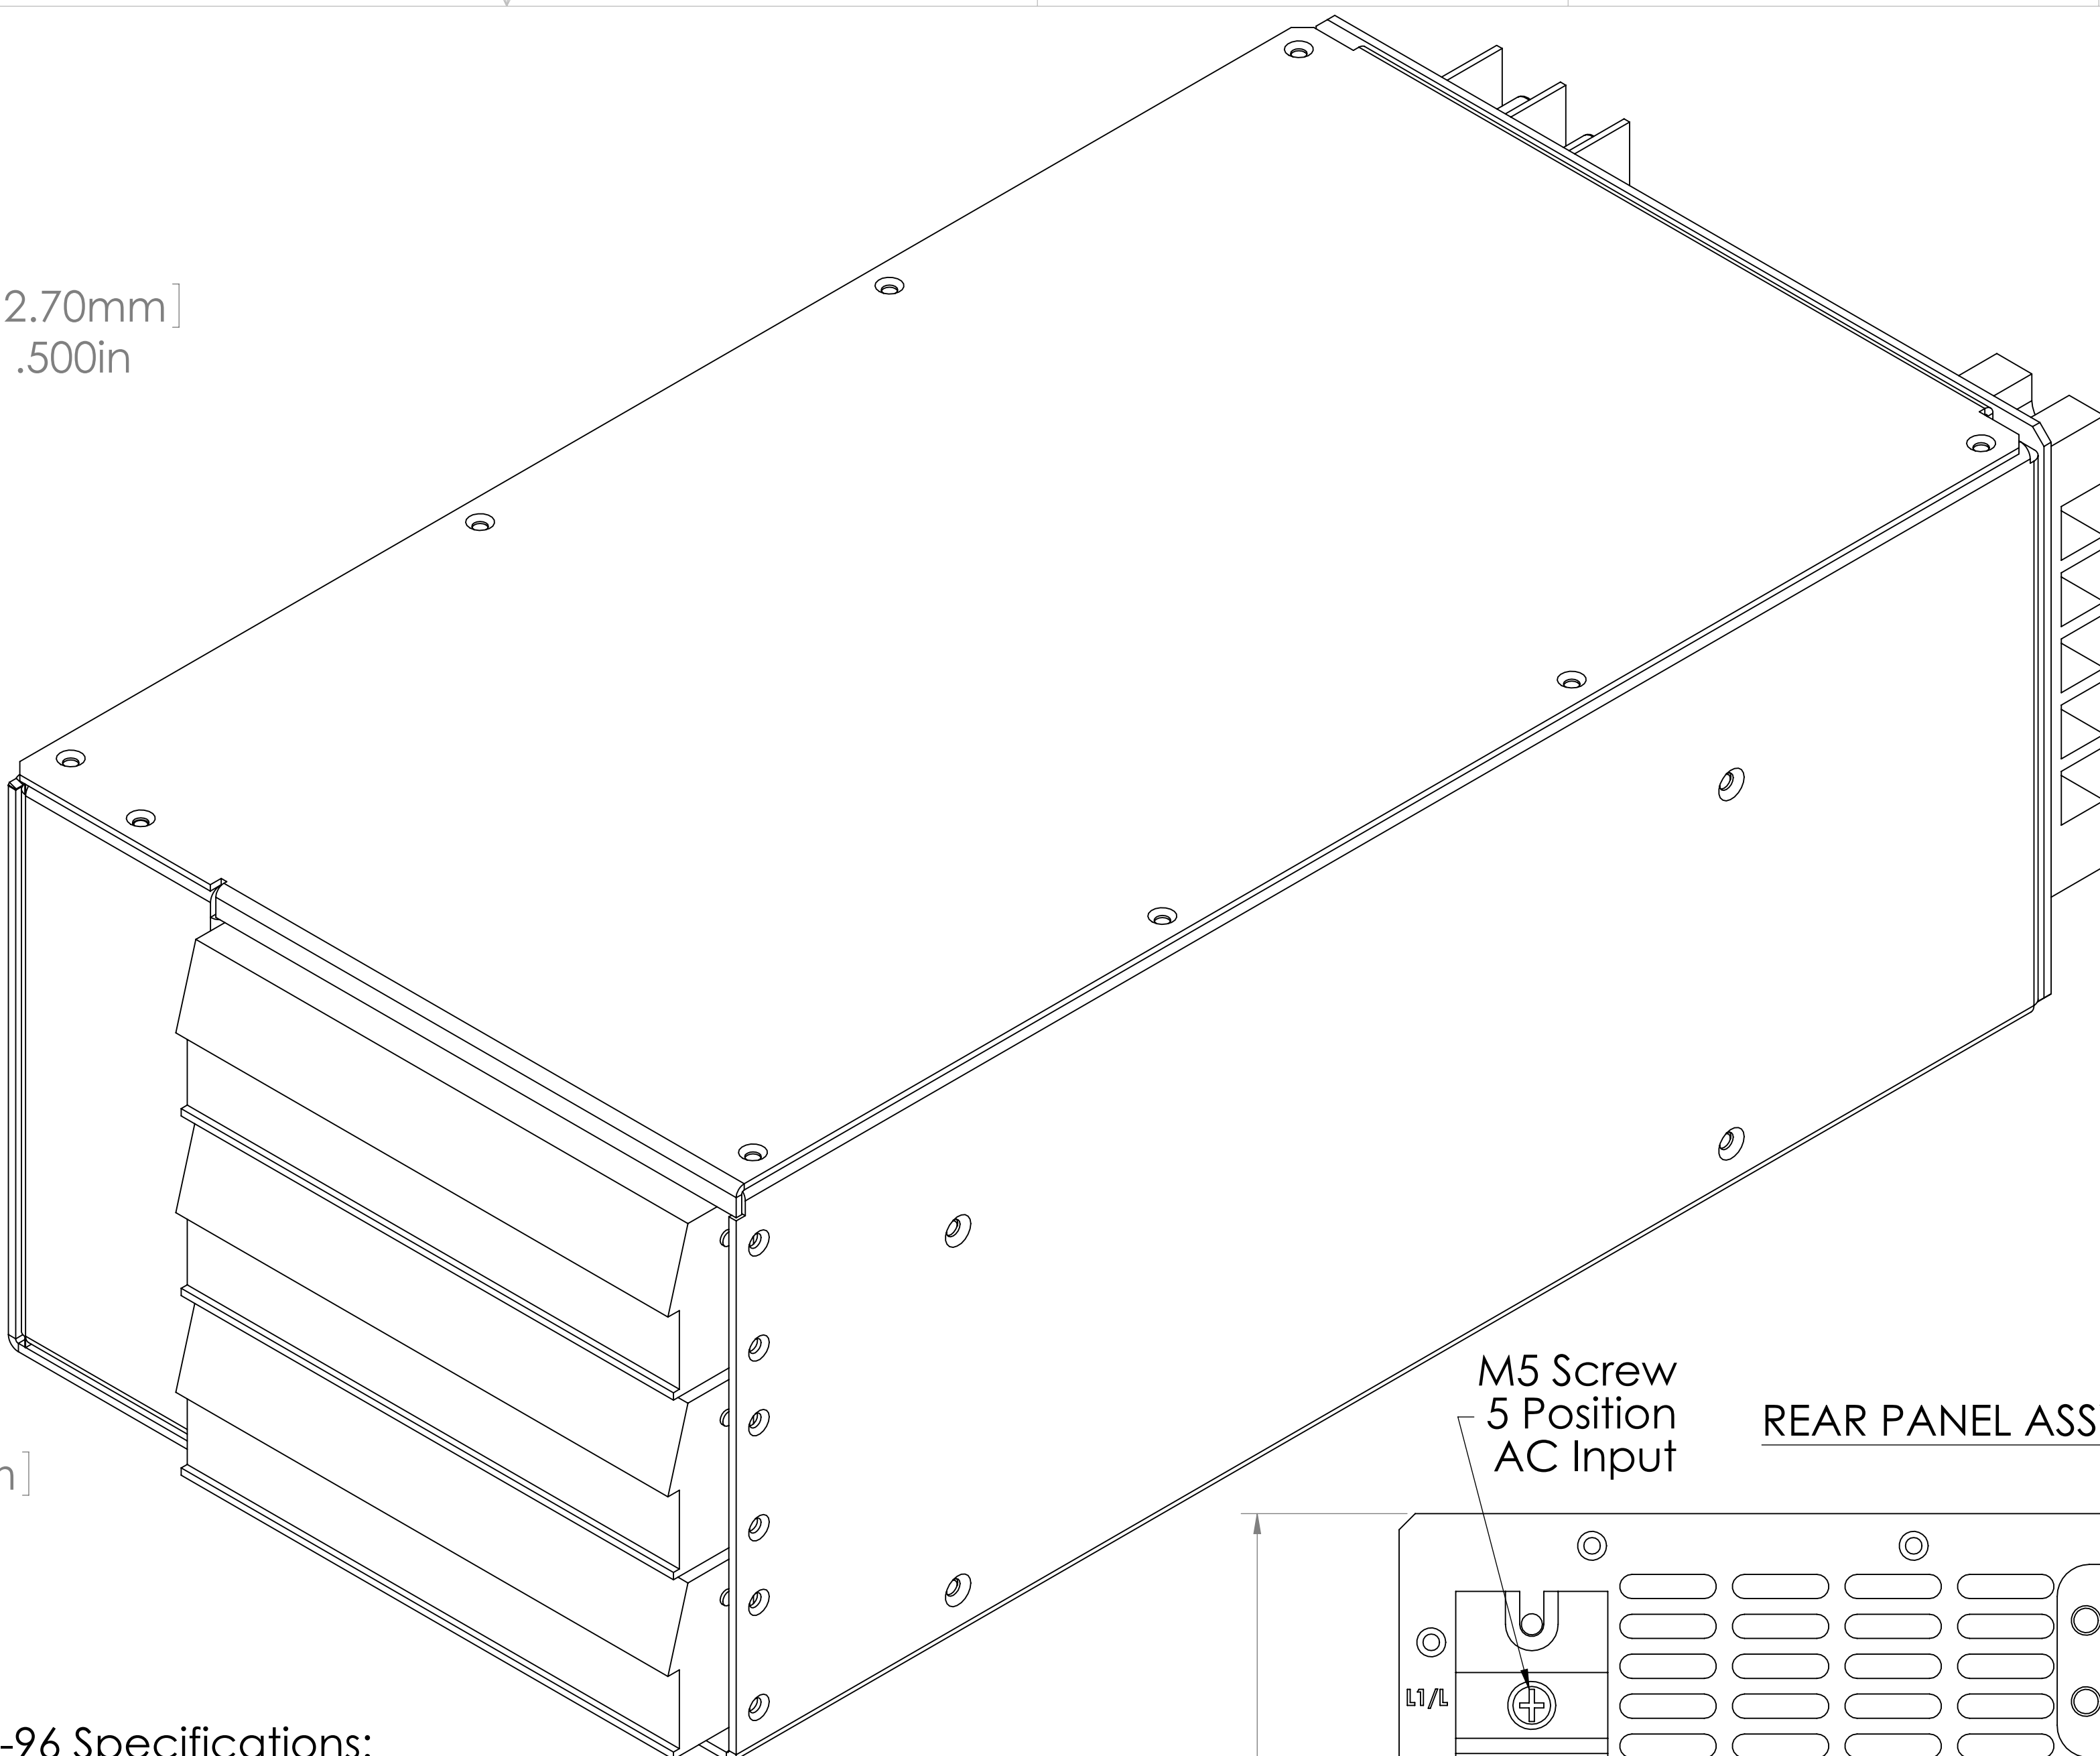 2.70mm]
.500in
M5 Screw
5 Position
AC Input
REAR PANEL ASS
L1/L
-96 Specifications: